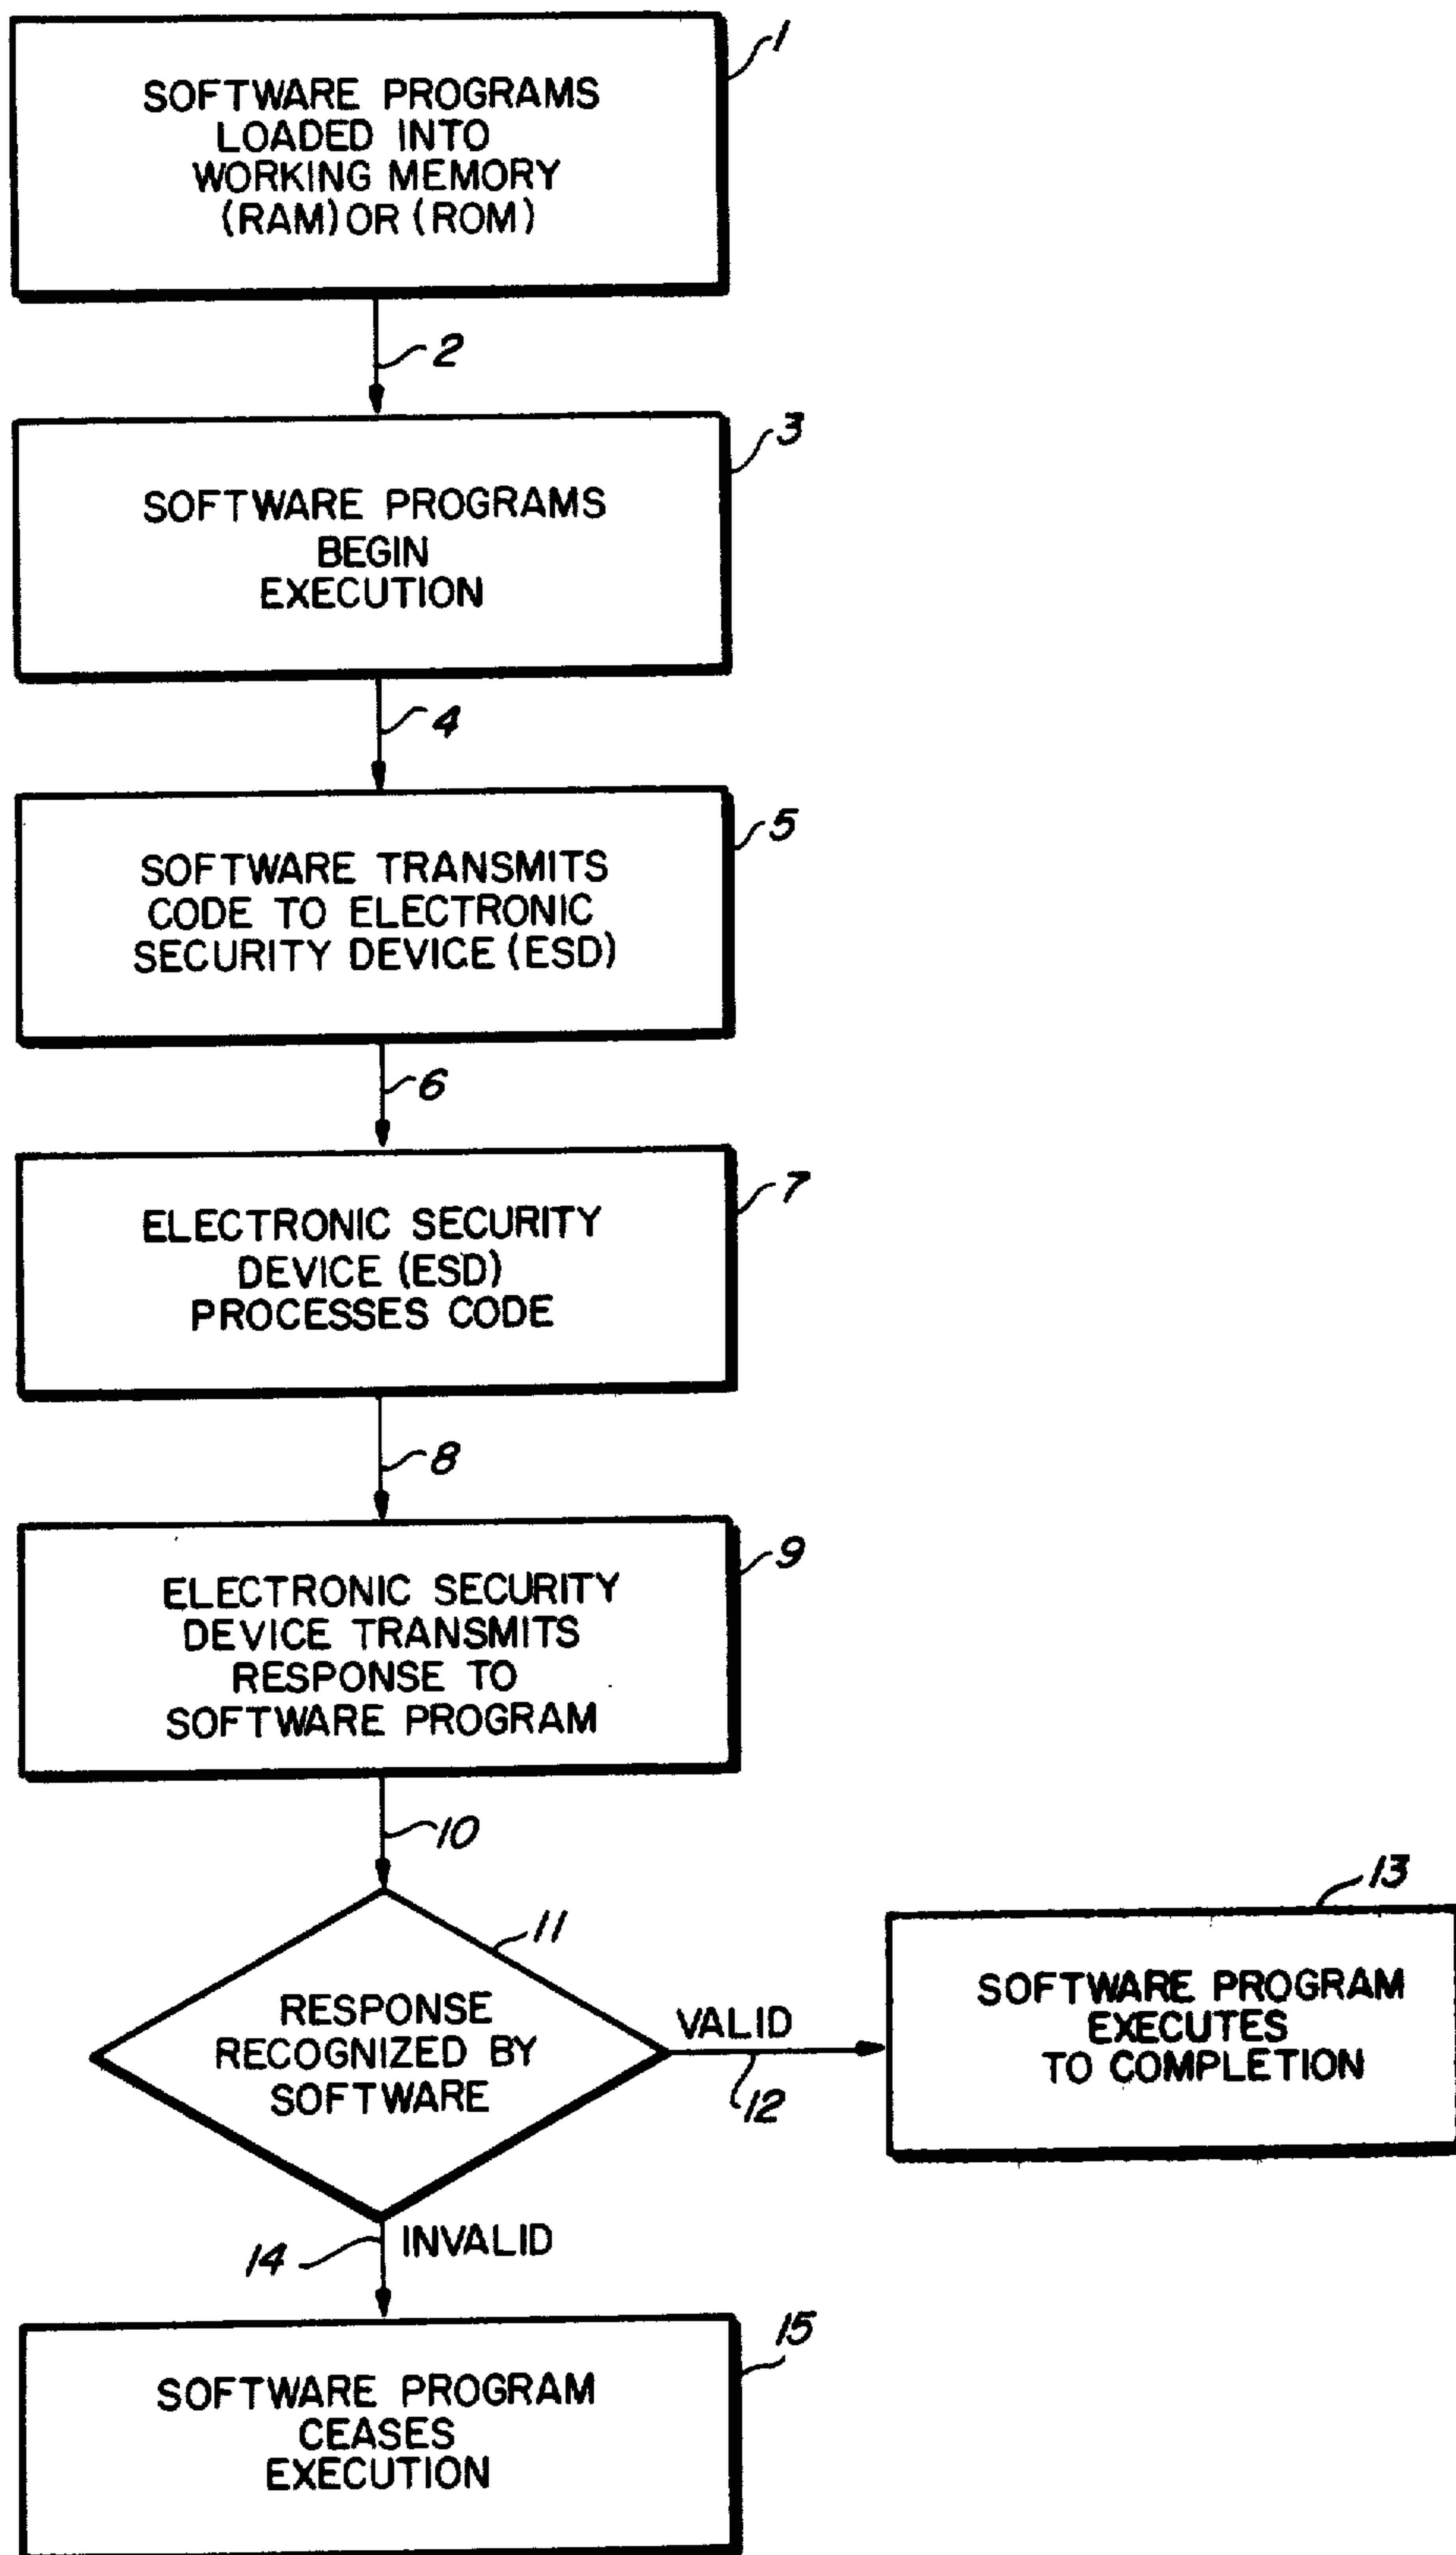 1
SOFTWARE PROGRAMS
LOADED INTO
WORKING MEMORY
(RAM) OR (ROM)
2
3
SOFTWARE PROGRAMS
BEGIN
EXECUTION
4
5
SOFTWARE TRANSMITS
CODE TO ELECTRONIC
SECURITY DEVICE (ESD)
6
7
ELECTRONIC SECURITY
DEVICE (ESD)
PROCESSES CODE
8
9
ELECTRONIC SECURITY
DEVICE TRANSMITS
RESPONSE TO
SOFTWARE PROGRAM
10
11
RESPONSE
RECOGNIZED BY
SOFTWARE
VALID
12
13
SOFTWARE PROGRAM
EXECUTES
TO COMPLETION
14
INVALID
15
SOFTWARE PROGRAM
CEASES
EXECUTION